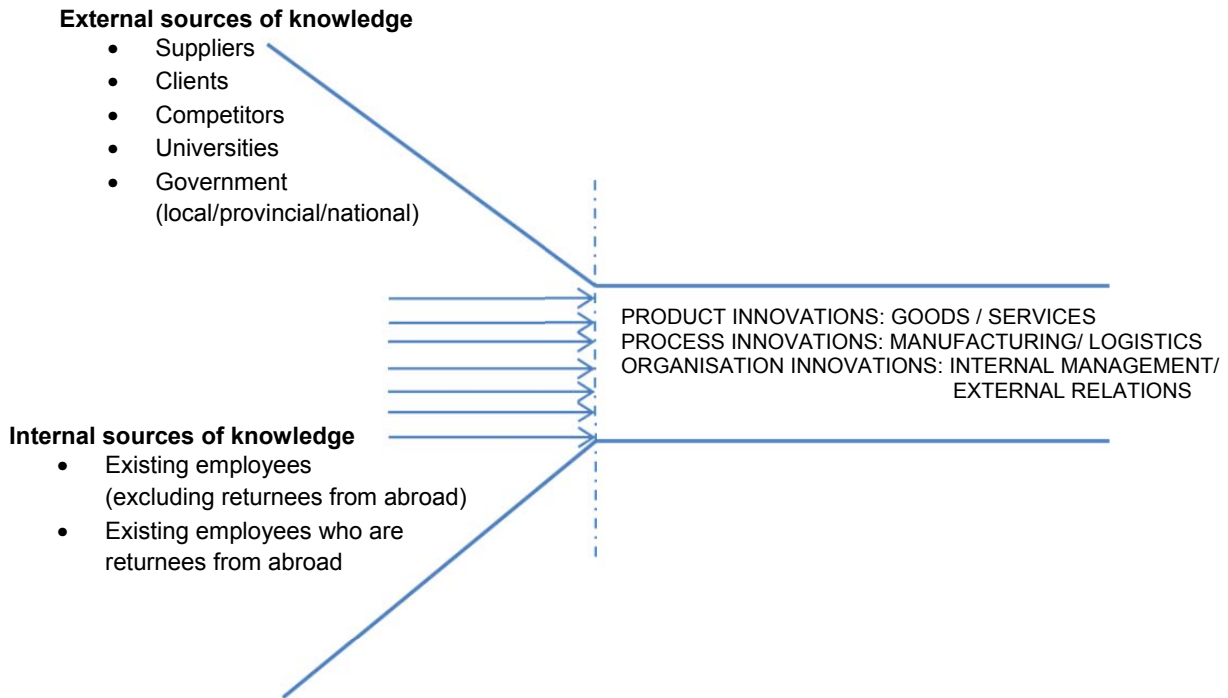 External sources of knowledge
• Suppliers
• Clients
• Competitors
• Universities
• Government
(local/provincial/national)
PRODUCT INNOVATIONS: GOODS / SERVICES
PROCESS INNOVATIONS: MANUFACTURING/ LOGISTICS
ORGANISATION INNOVATIONS: INTERNAL MANAGEMENT/
EXTERNAL RELATIONS
Internal sources of knowledge
• Existing employees
(excluding returnees from abroad)
• Existing employees who are
returnees from abroad